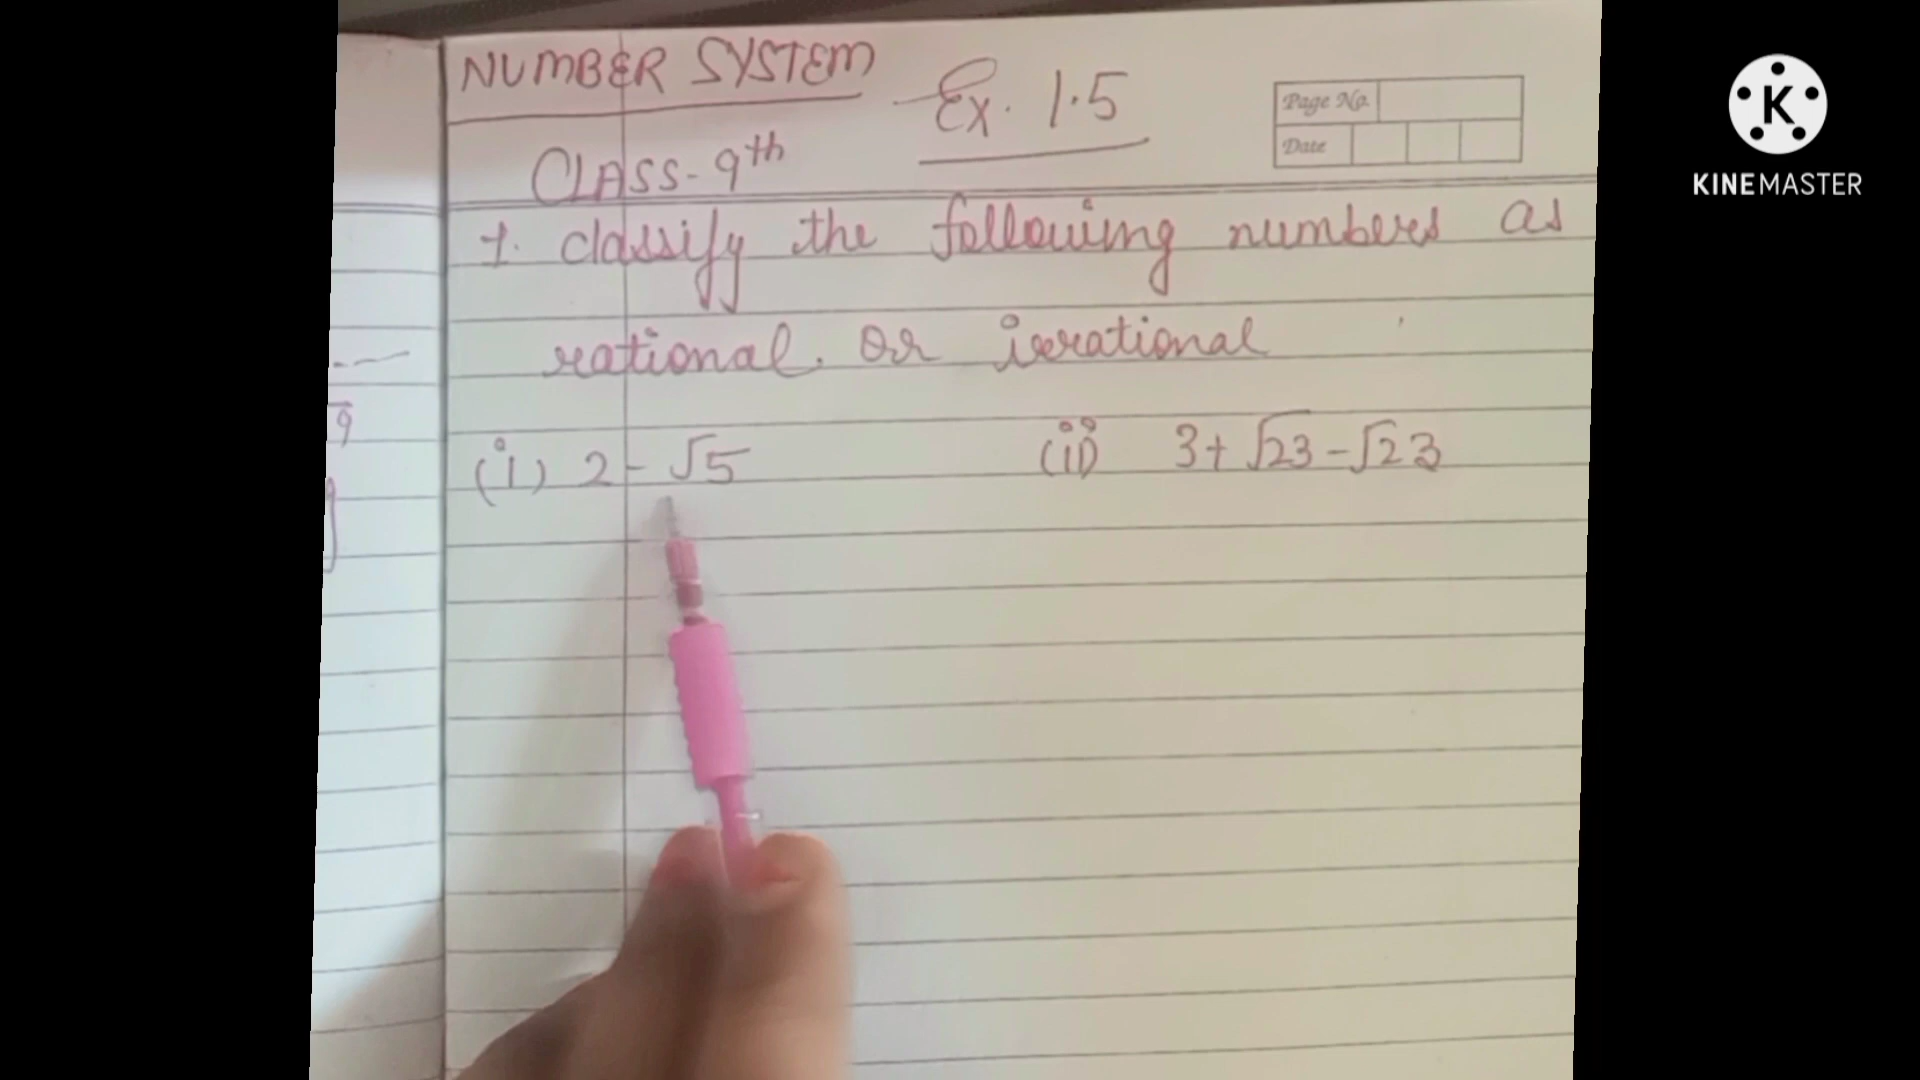 NUMBER SYSTEM
Ex. 1.5
Page No.
Date
CLASS-9th
1. classify the following numbers as
rational. Or irrational
(i) 2-√5
(ii) 3+√23-√23
9
K
KINEMASTER